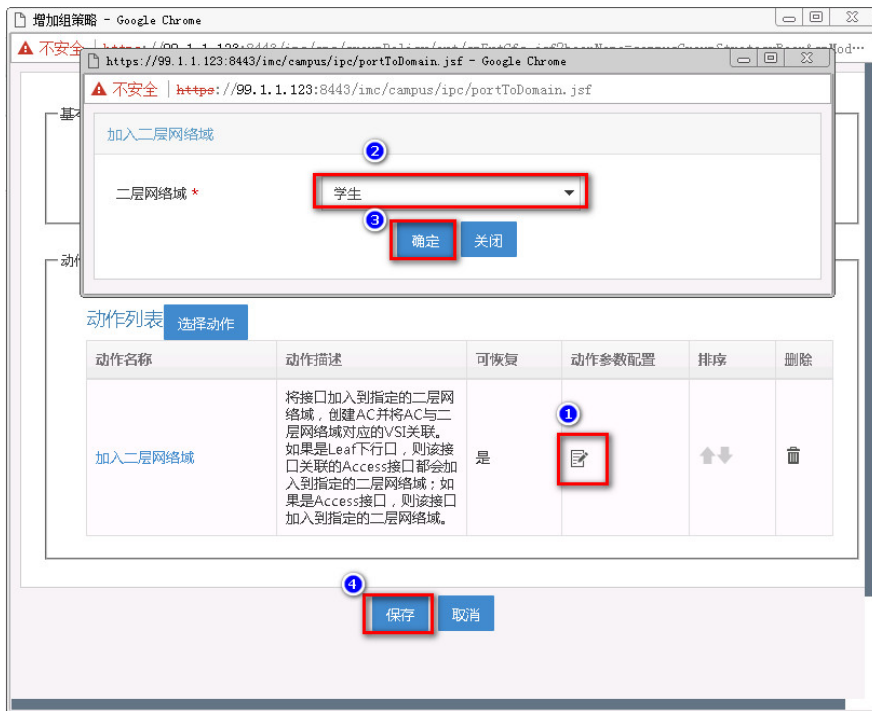 增加组策略 - Google Chrome
不安全
https://99.1.1.123:8443/imc/campus/ipc/portToDomain.jsf - Google Chrome
不安全 | https://99.1.1.123:8443/imc/campus/ipc/portToDomain.jsf
加入二层网络域
2
二层网络域 *
学生
3
确定
关闭
动作列表
选择动作
动作名称
动作描述
可恢复
动作参数配置
排序
删除
加入二层网络域
将接口加入到指定的二层网
络域，创建AC并将AC与二
层网络域对应的VSI关联。
如果是Leaf下行口，则该接
口关联的Access接口都会加
入到指定的二层网络域；如
果是Access接口，则该接口
加入到指定的二层网络域。
是
1
4
保存
取消